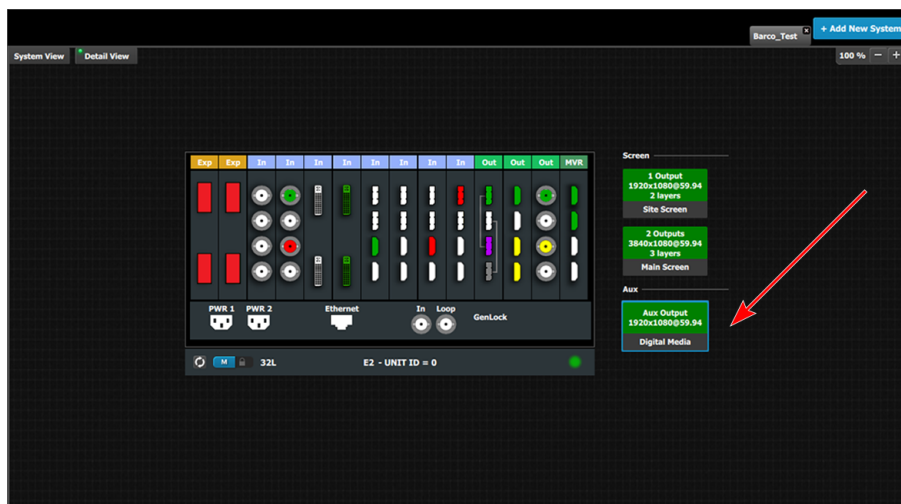 Barco_Test
+ Add New System
System View
Detail View
100 % − +
Exp Exp In In In In In In In In Out Out Out MVR
PWR 1 PWR 2 Ethernet In Loop GenLock
M 32L E2 - UNIT ID = 0
Screen
1 Output
1920x1080@59.94
2 layers
Site Screen
2 Outputs
3840x1080@59.94
3 layers
Main Screen
Aux
Aux Output
1920x1080@59.94
Digital Media